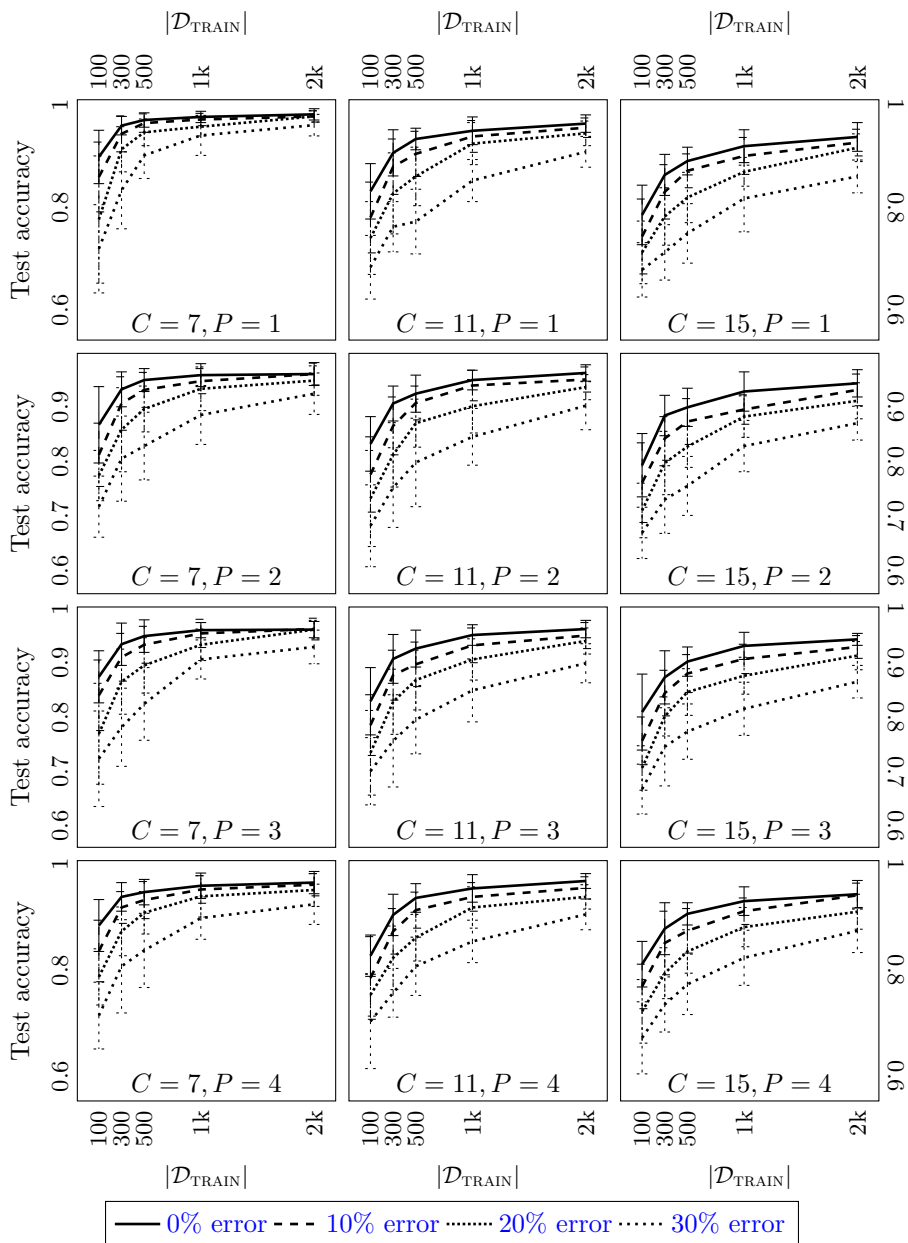 |𝒟TRAIN| |𝒟TRAIN| |𝒟TRAIN|
100 300 500 1k 2k 100 300 500 1k 2k 100 300 500 1k 2k
Test accuracy 1 0.8 0.6 1 0.8 0.6
C = 7, P = 1 C = 11, P = 1 C = 15, P = 1
Test accuracy 0.9 0.8 0.7 0.6 0.9 0.8 0.7 0.6
C = 7, P = 2 C = 11, P = 2 C = 15, P = 2
Test accuracy 1 0.9 0.8 0.7 0.6 1 0.9 0.8 0.7 0.6
C = 7, P = 3 C = 11, P = 3 C = 15, P = 3
Test accuracy 1 0.8 0.6 1 0.8 0.6
C = 7, P = 4 C = 11, P = 4 C = 15, P = 4
100 300 500 1k 2k 100 300 500 1k 2k 100 300 500 1k 2k
|𝒟TRAIN| |𝒟TRAIN| |𝒟TRAIN|
0% error 10% error 20% error 30% error